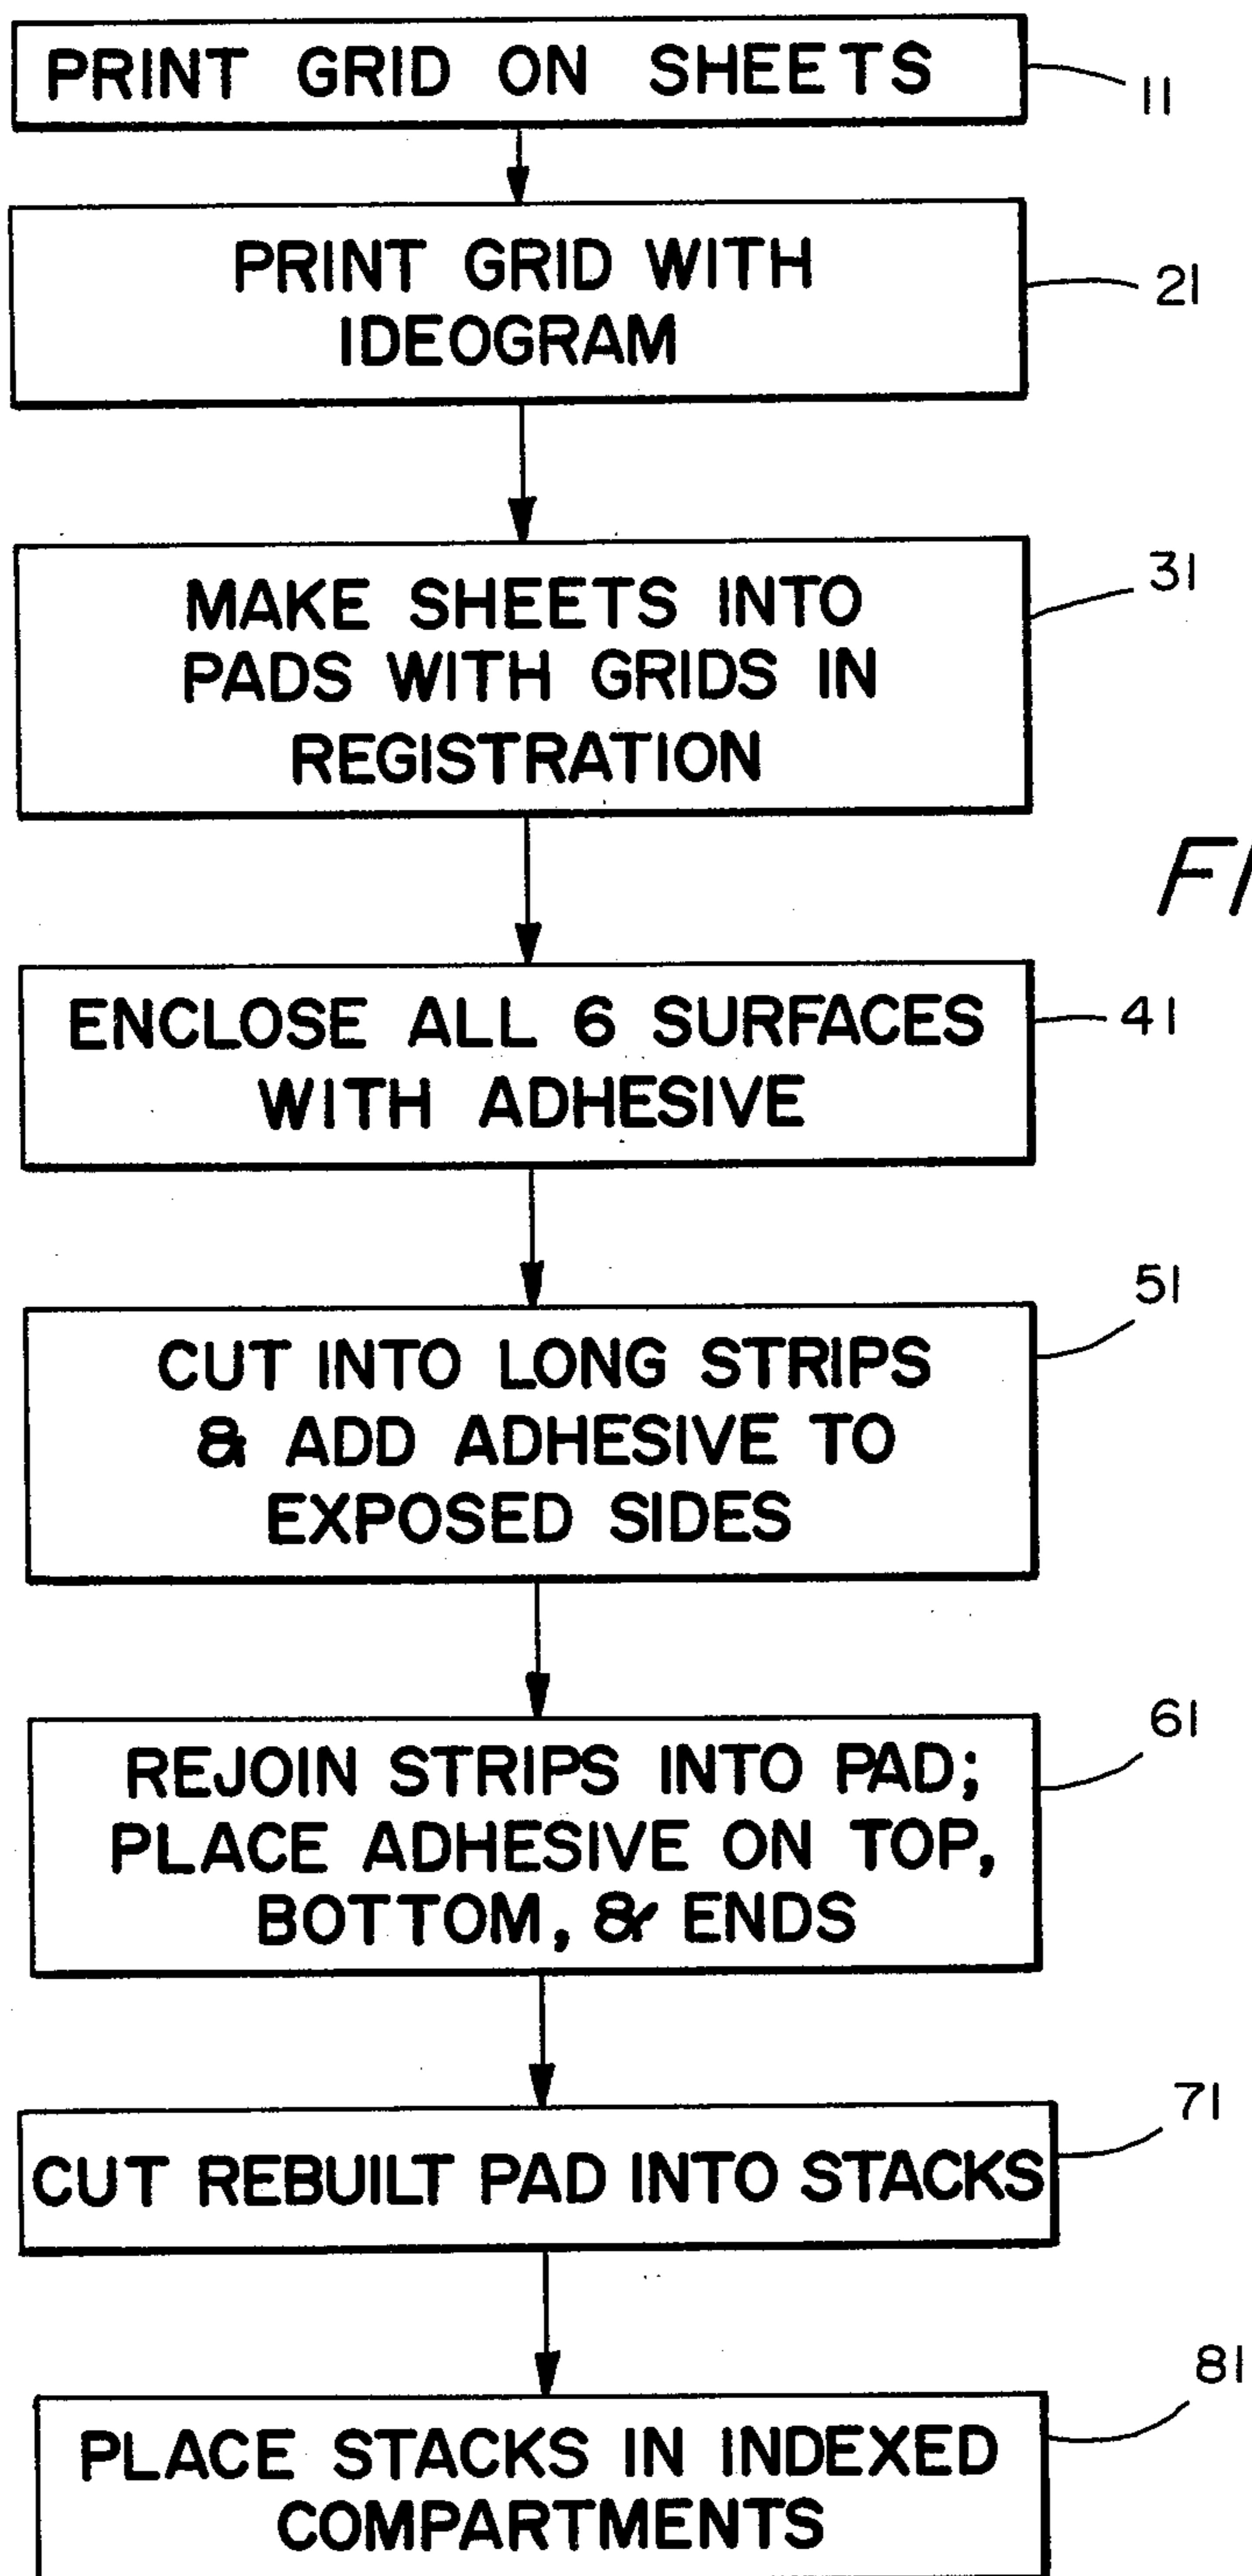 PRINT GRID ON SHEETS
11
PRINT GRID WITH
IDEOGRAM
21
MAKE SHEETS INTO
PADS WITH GRIDS IN
REGISTRATION
31
ENCLOSE ALL 6 SURFACES
WITH ADHESIVE
41
CUT INTO LONG STRIPS
& ADD ADHESIVE TO
EXPOSED SIDES
51
REJOIN STRIPS INTO PAD;
PLACE ADHESIVE ON TOP,
BOTTOM, & ENDS
61
CUT REBUILT PAD INTO STACKS
71
PLACE STACKS IN INDEXED
COMPARTMENTS
81